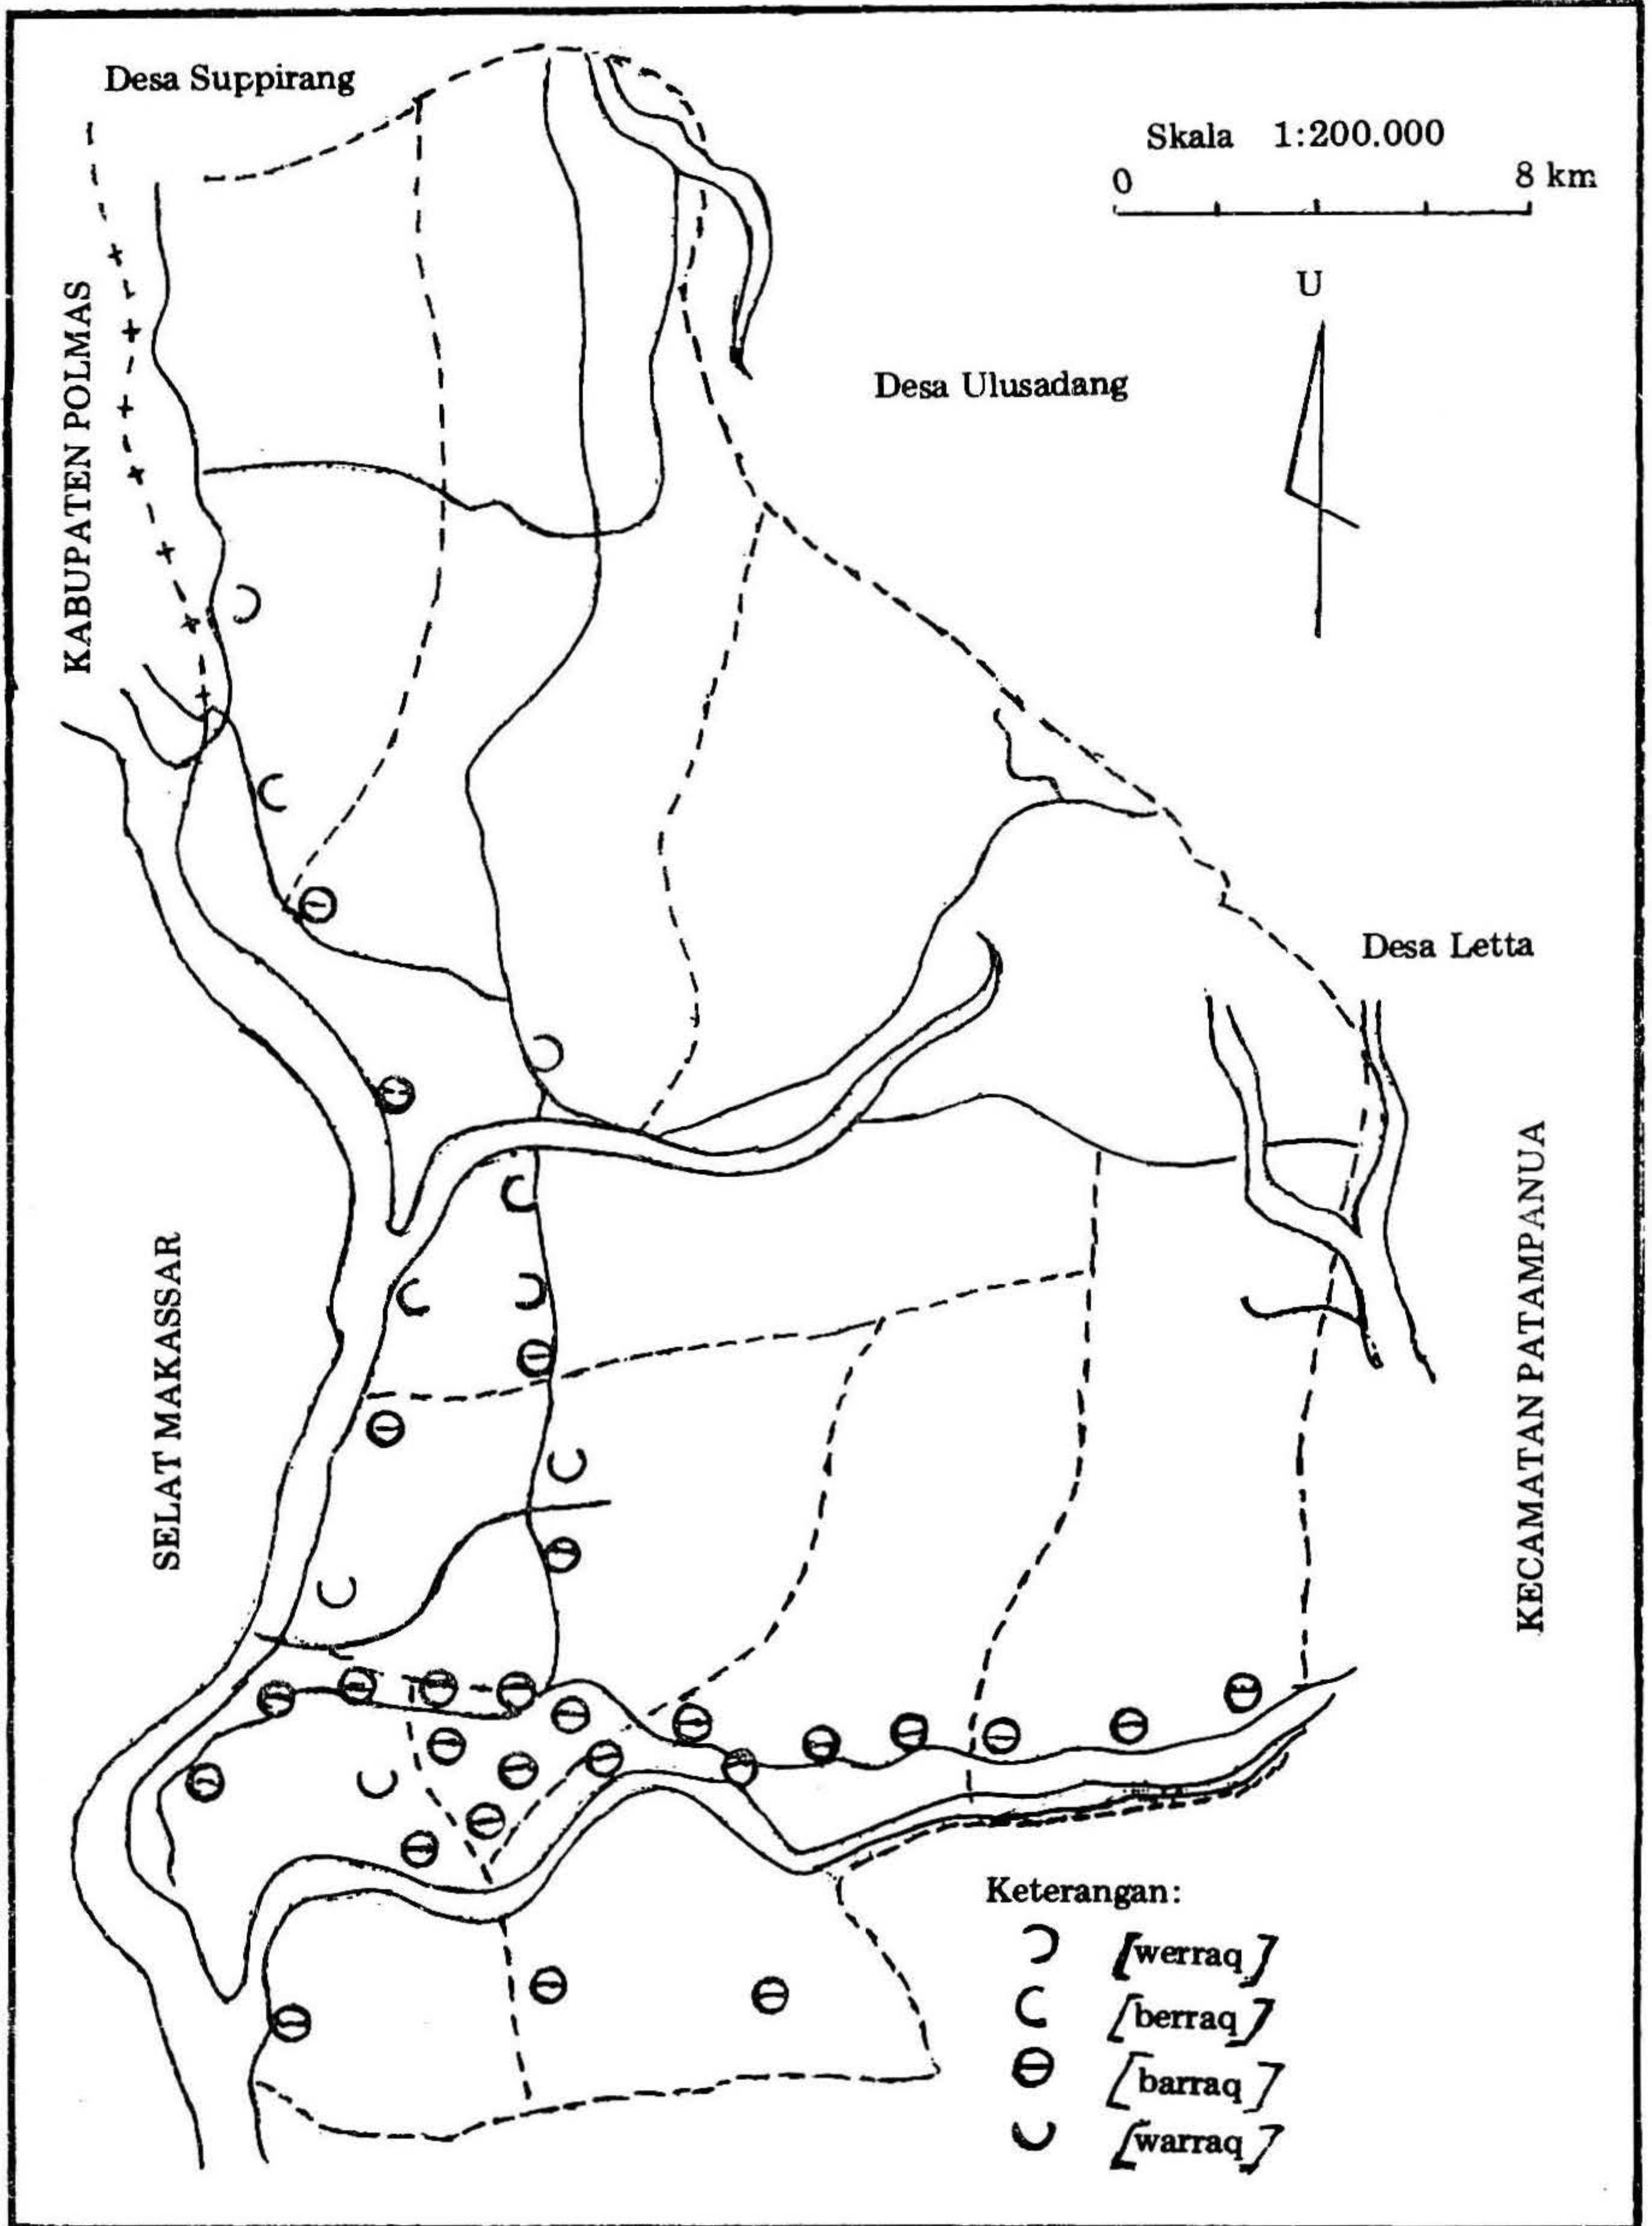 Desa Suppirang
Skala 1:200.000
0 8 km
U
KABUPATEN POLMAS
Desa Ulusadang
Desa Letta
SELAT MAKASSAR
KECAMATAN PATAMPANUA
Keterangan:
[werraq]
[berraq]
[barraq]
[warraq]